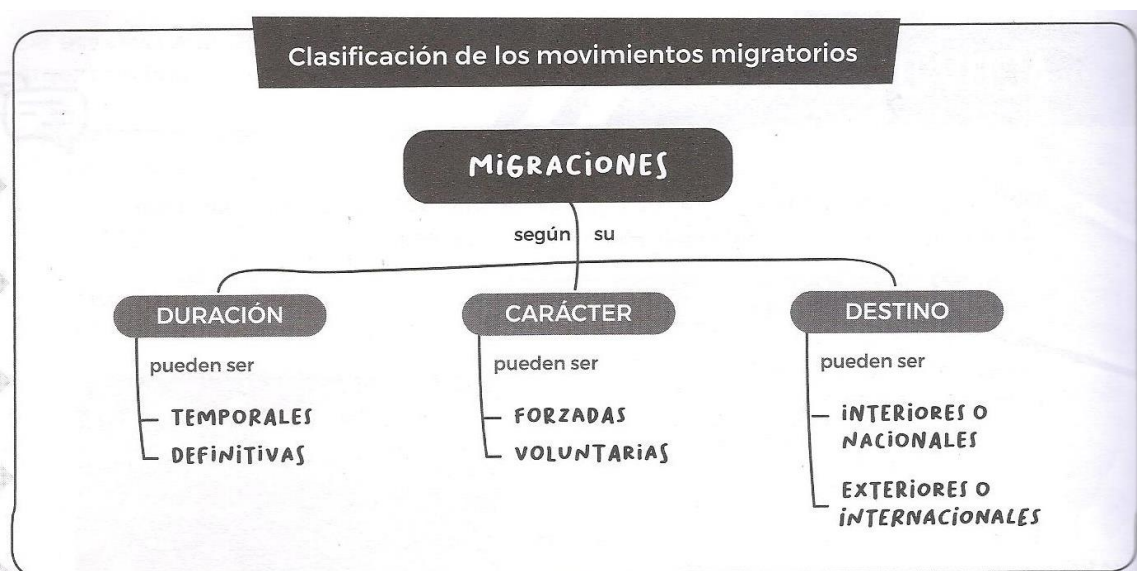 Clasificación de los movimientos migratorios
MiGRACiONES
según su
DURACIÓN
pueden ser
TEMPORALES
DEFiNiTiVAS
CARÁCTER
pueden ser
FORZADAS
VOLUNTARiAS
DESTINO
pueden ser
iNTERiORES O
NACiONALES
EXTERiORES O
iNTERNACiONALES